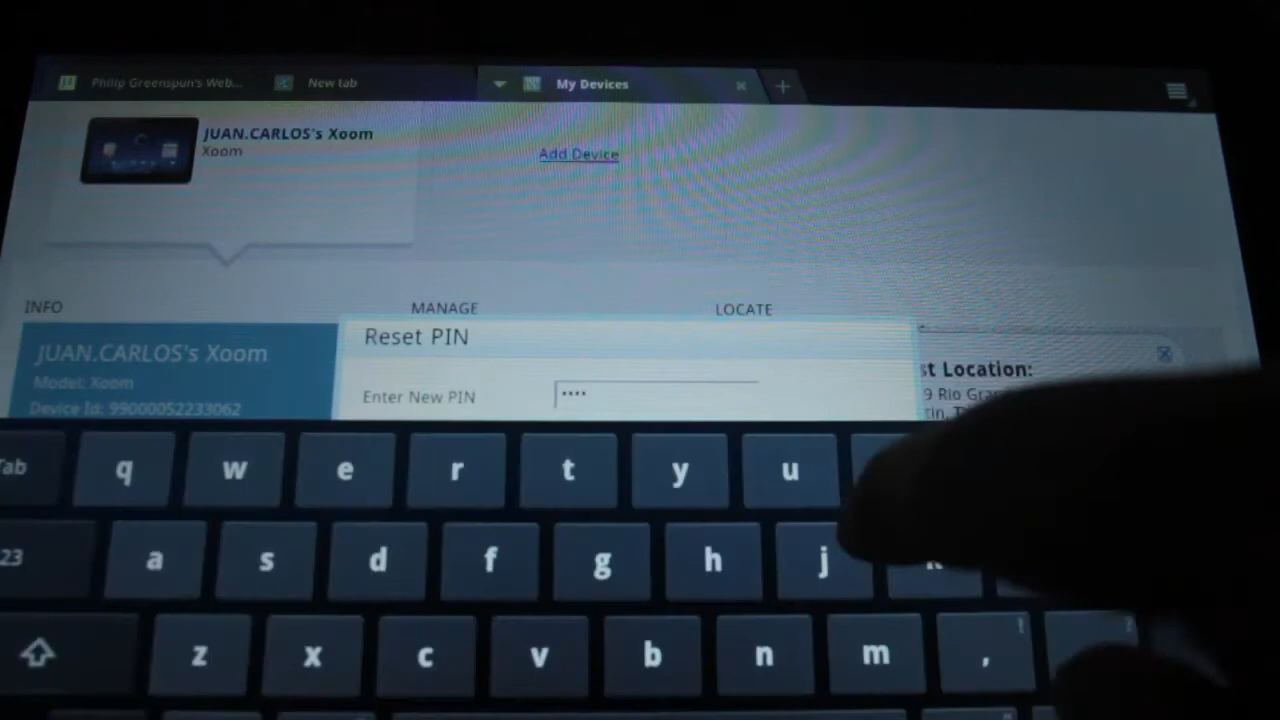 Philip Greenspun's Web...
New tab
My Devices
JUAN.CARLOS's Xoom
Xoom
Add Device
INFO
MANAGE
LOCATE
JUAN.CARLOS's Xoom
Model: Xoom
Device Id: 99000052233062
Reset PIN
Enter New PIN ••••
st Location:
9 Rio Gra
tin, T
Tab q w e r t y u
23 a s d f g h j
z x c v b n m , !
?